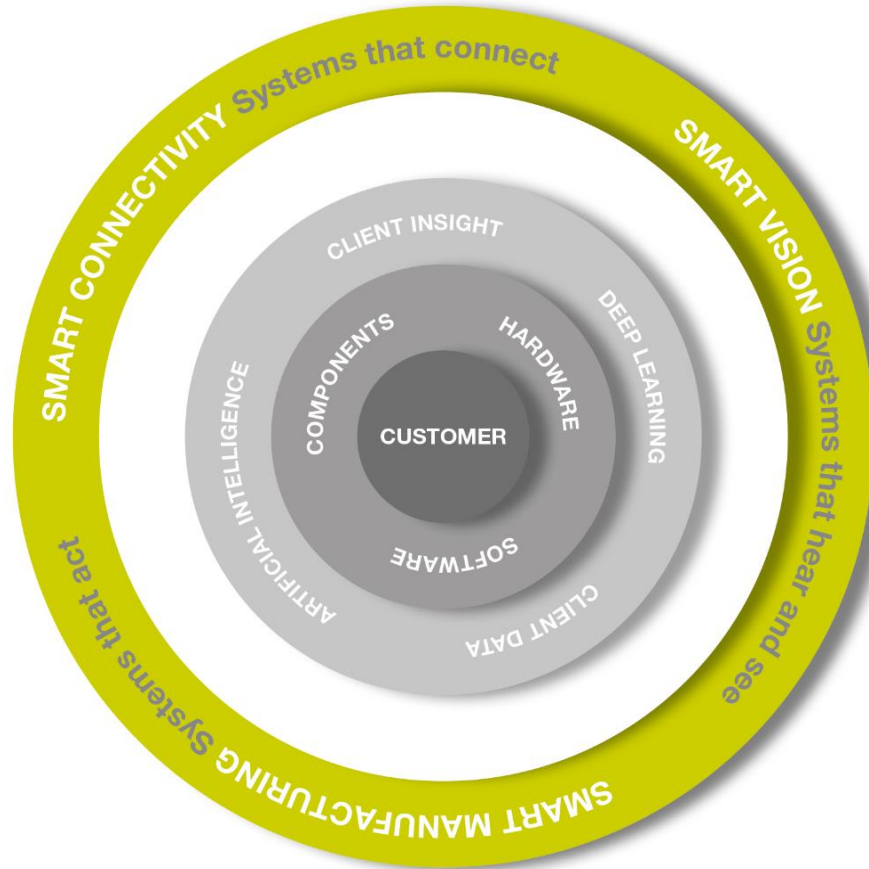 SMART CONNECTIVITY Systems that connect
SMART VISION Systems that hear and see
SMART MANUFACTURING Systems that act
CLIENT INSIGHT
DEEP LEARNING
CLIENT DATA
ARTIFICIAL INTELLIGENCE
COMPONENTS
HARDWARE
SOFTWARE
CUSTOMER